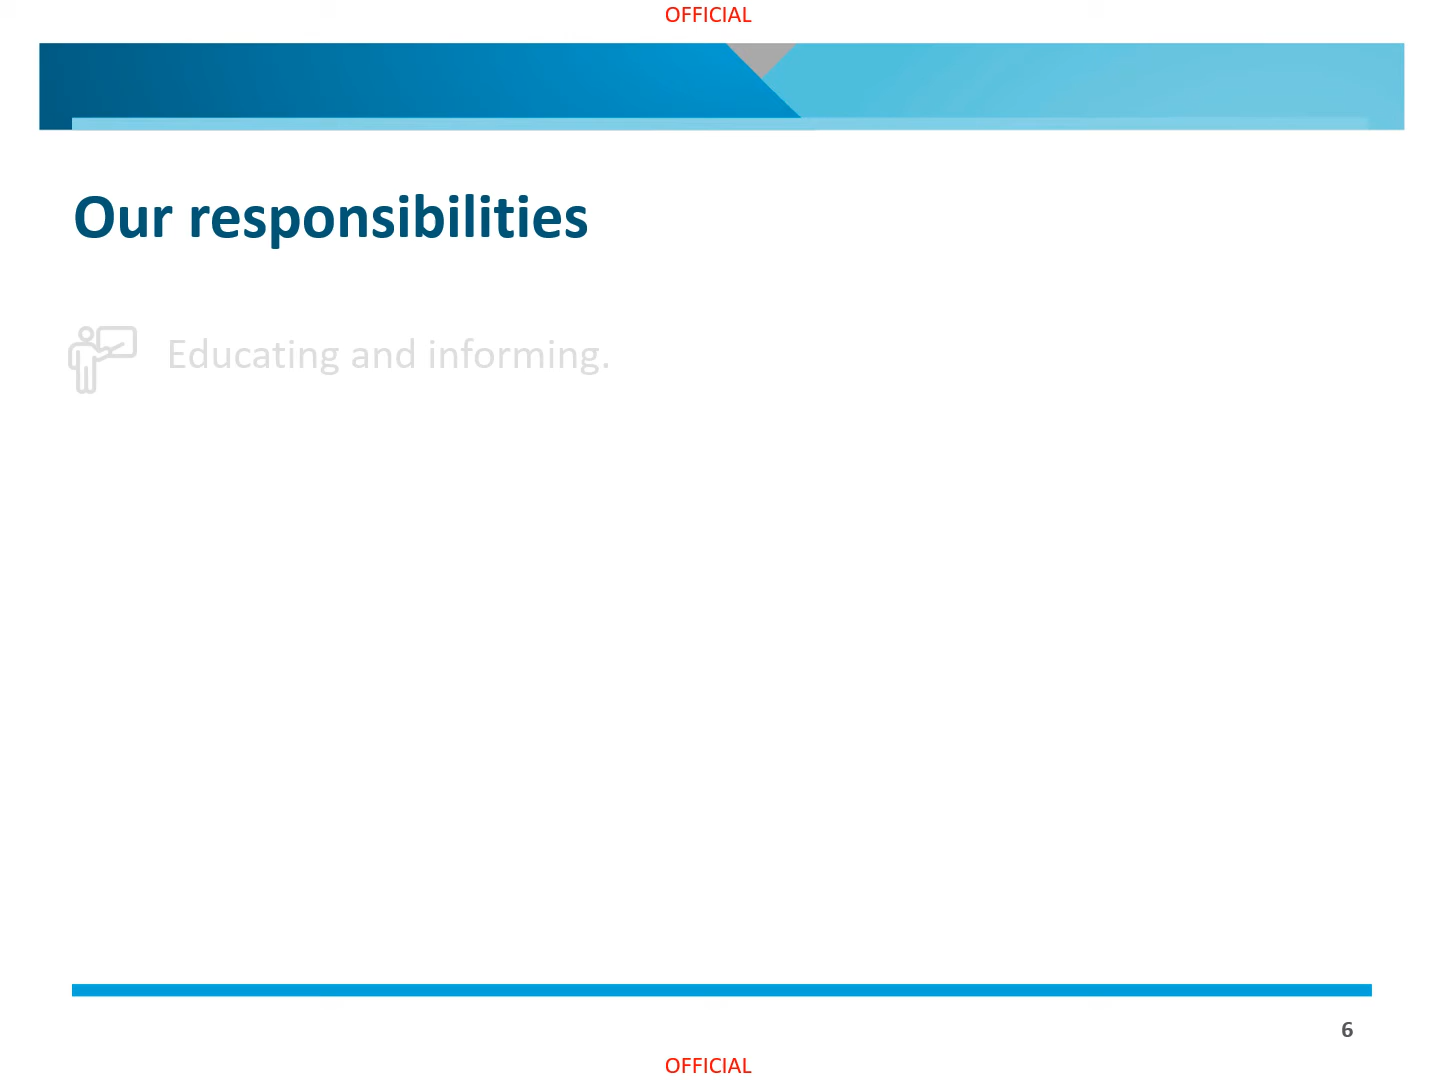 OFFICIAL
Our responsibilities
Educating and informing.
6
OFFICIAL